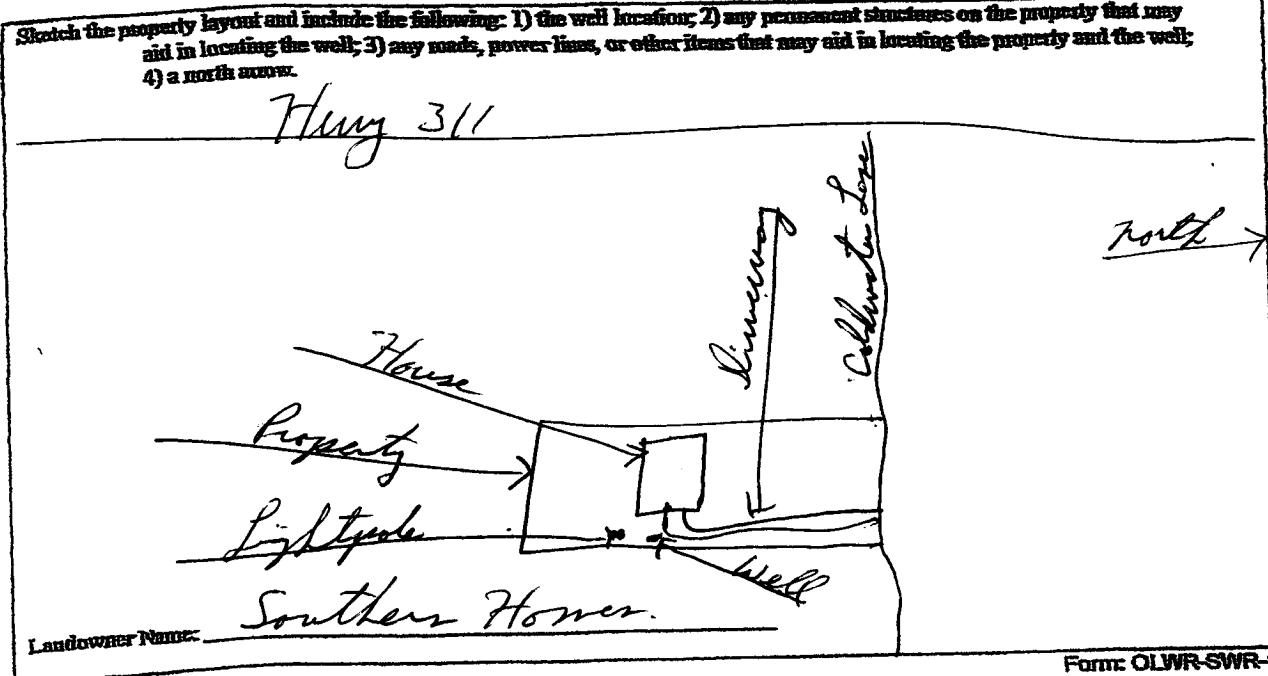 Sketch the property layout and include the following: 1) the well location; 2) any permanent structures on the property that may
aid in locating the well; 3) any roads, power lines, or other items that may aid in locating the property and the well;
4) a north arrow.
Hwy 311
Driveway
Coldwater
north
House
Property
Lightpole
Well
Southern Homes.
Landowner Name:
Form: OLWR-SWR-